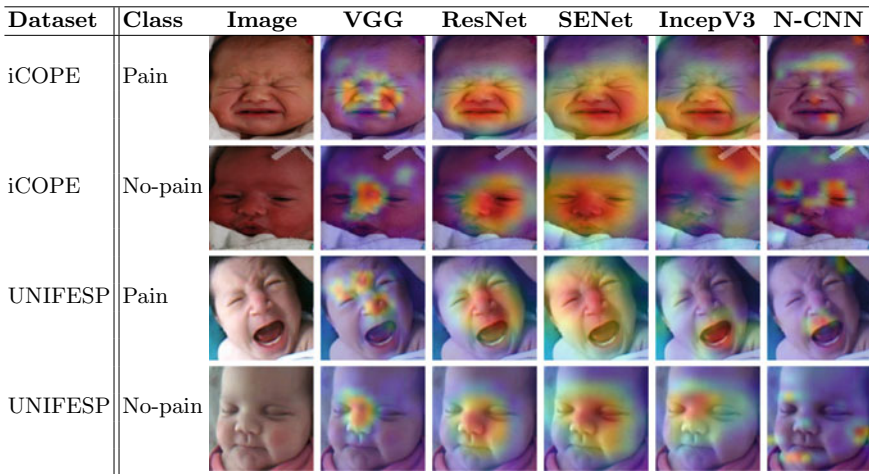 Dataset Class Image VGG ResNet SENet IncepV3 N-CNN
iCOPE Pain
iCOPE No-pain
UNIFESP Pain
UNIFESP No-pain